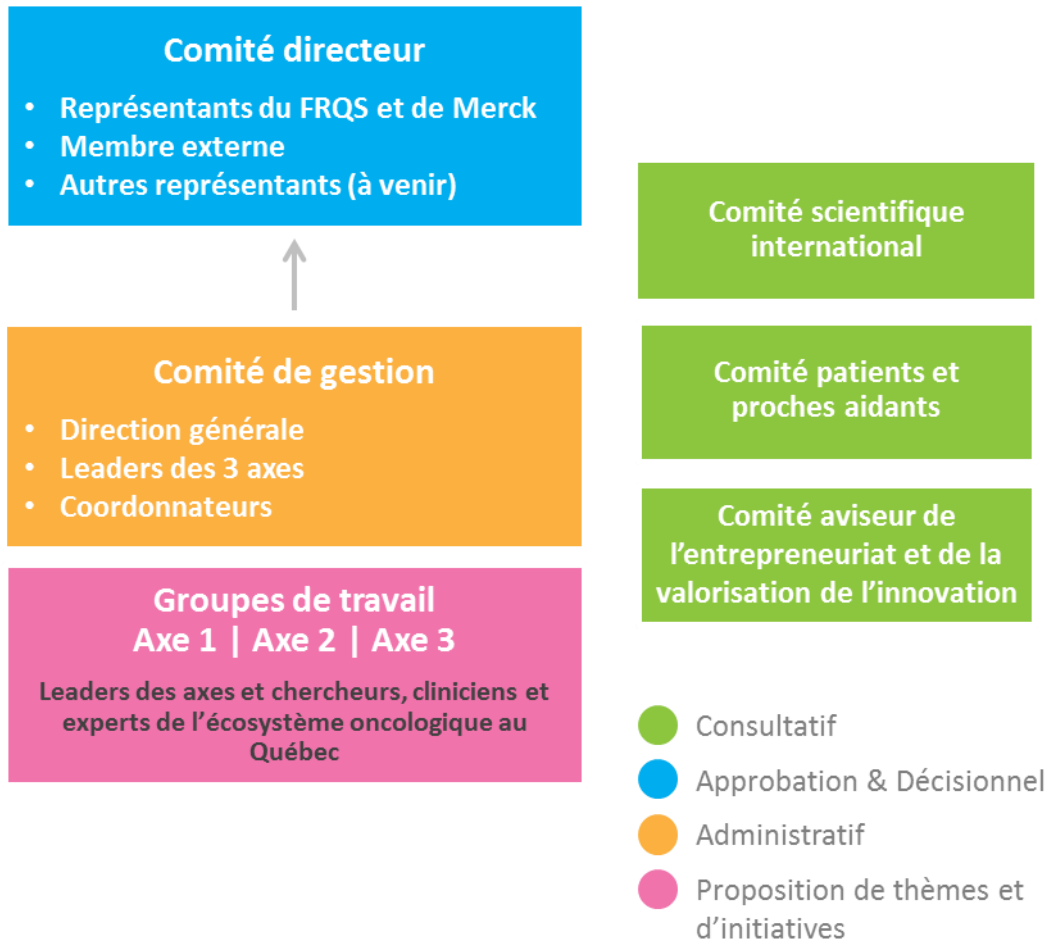 Comité directeur
• Représentants du FRQS et de Merck
• Membre externe
• Autres représentants (à venir)
Comité de gestion
• Direction générale
• Leaders des 3 axes
• Coordonnateurs
Groupes de travail
Axe 1 | Axe 2 | Axe 3
Leaders des axes et chercheurs, cliniciens et
experts de l’écosystème oncologique au
Québec
Comité scientifique
international
Comité patients et
proches aidants
Comité aviseur de
l’entrepreneuriat et de la
valorisation de l’innovation
Consultatif
Approbation & Décisionnel
Administratif
Proposition de thèmes et
d’initiatives